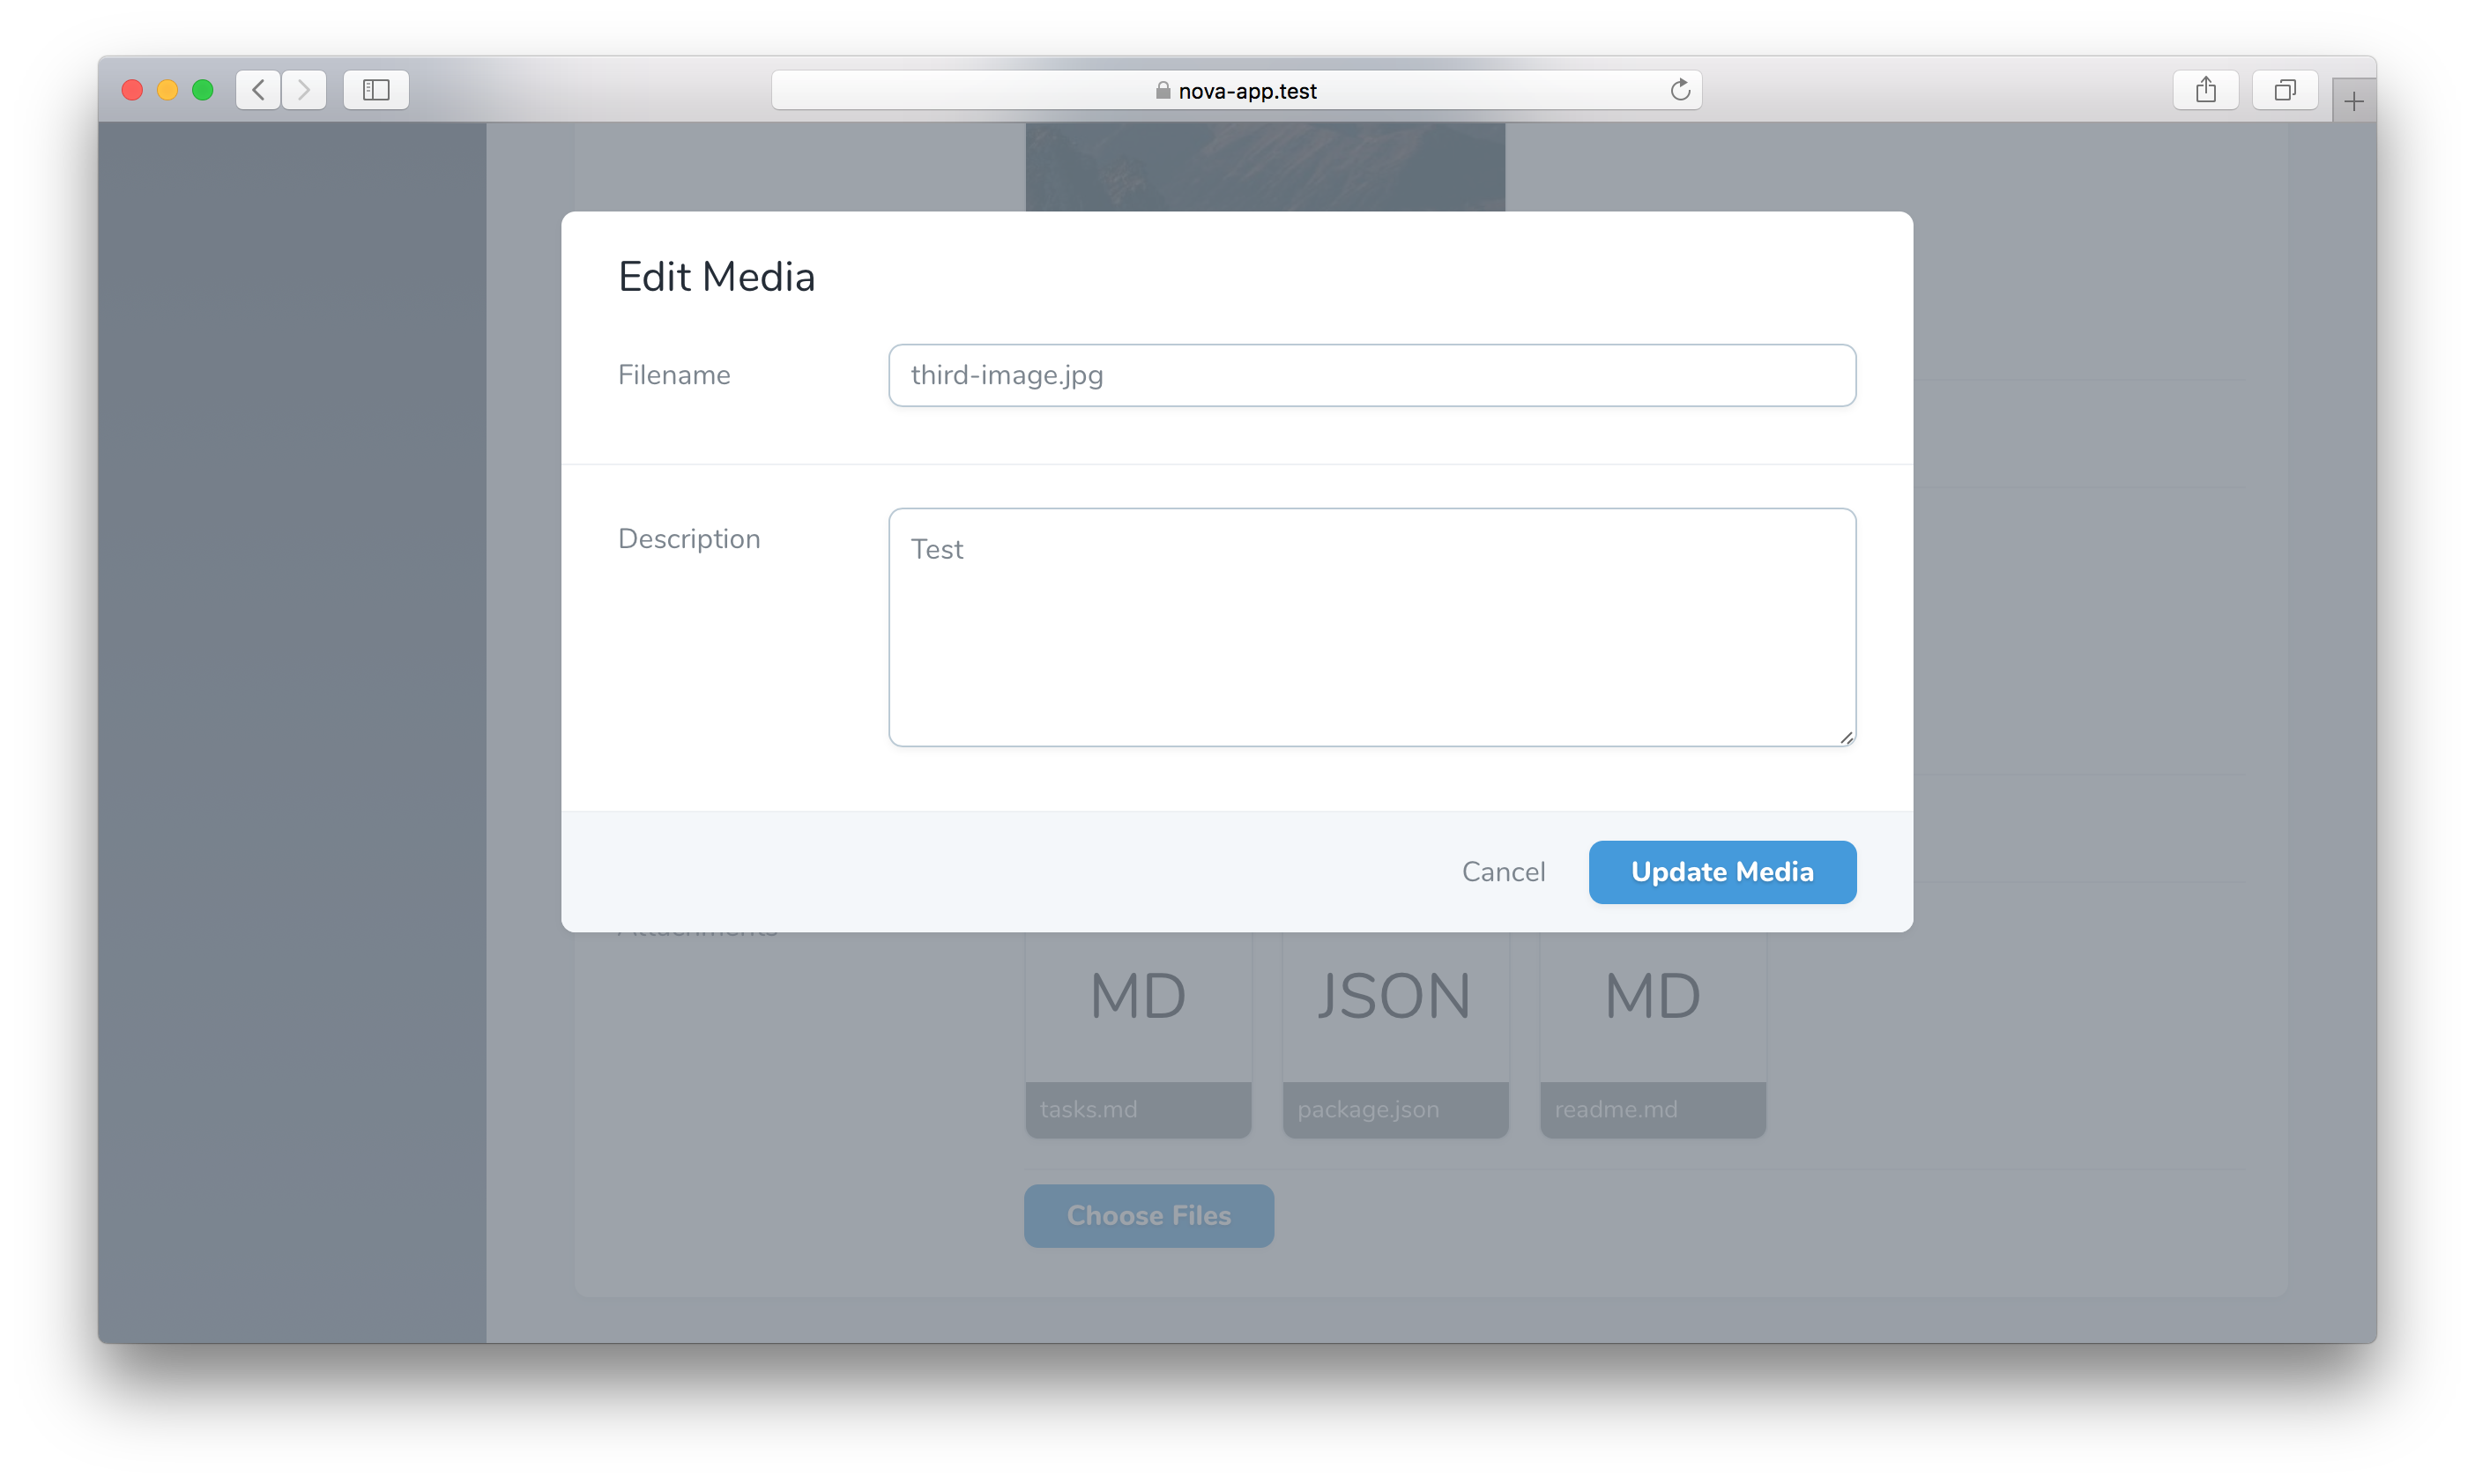 nova-app.test
Edit Media
Filename
third-image.jpg
Description
Test
Cancel
Update Media
Attachments
MD
JSON
MD
tasks.md
package.json
readme.md
Choose Files